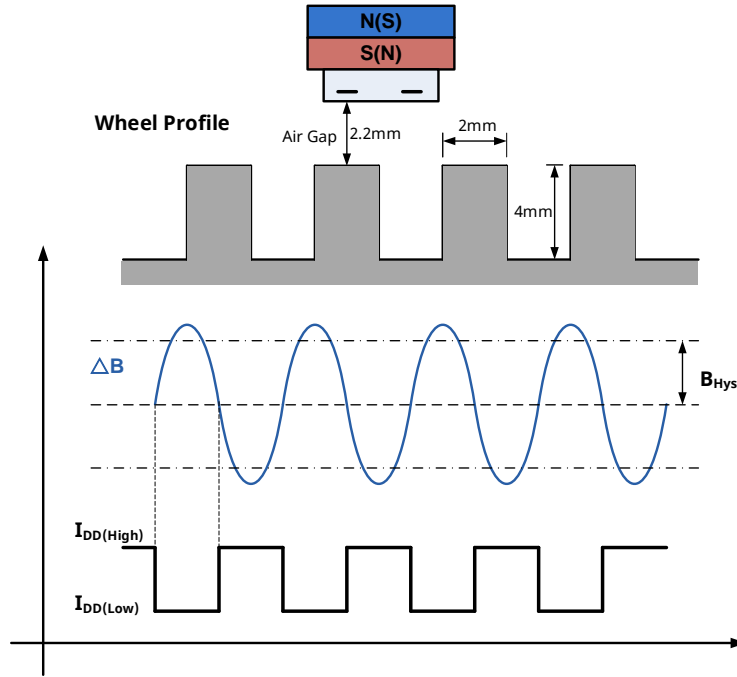 N(S)
S(N)
Wheel Profile
Air Gap
2.2mm
2mm
4mm
△B
BHys
IDD(High)
IDD(Low)